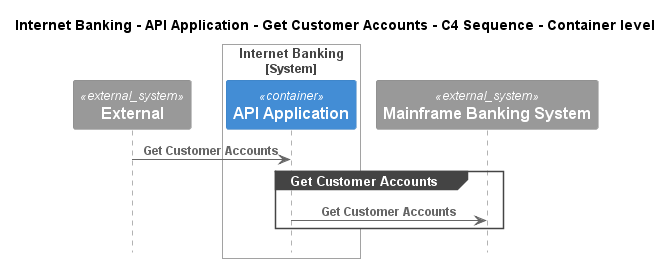 Internet Banking - API Application - Get Customer Accounts - C4 Sequence - Container level
Internet Banking
[System]
«external_system»
External
«container»
API Application
«external_system»
Mainframe Banking System
Get Customer Accounts
Get Customer Accounts
Get Customer Accounts